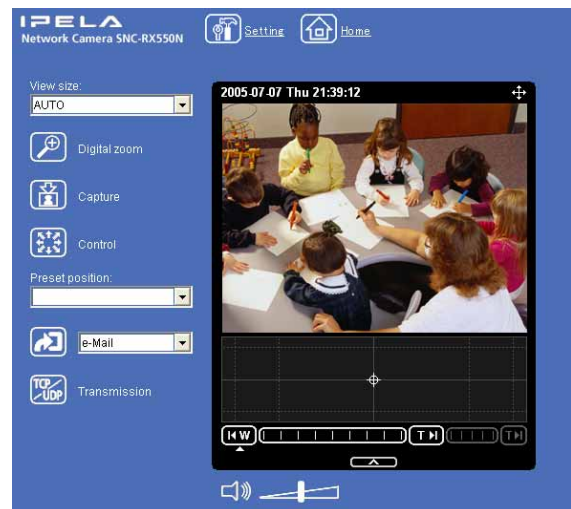 IPELA
Network Camera SNC-RX550N
Setting
Home
View size:
AUTO
Digital zoom
Capture
Control
Preset position:
e-Mail
TCP/UDP
Transmission
2005-07-07 Thu 21:39:12
W
T
T